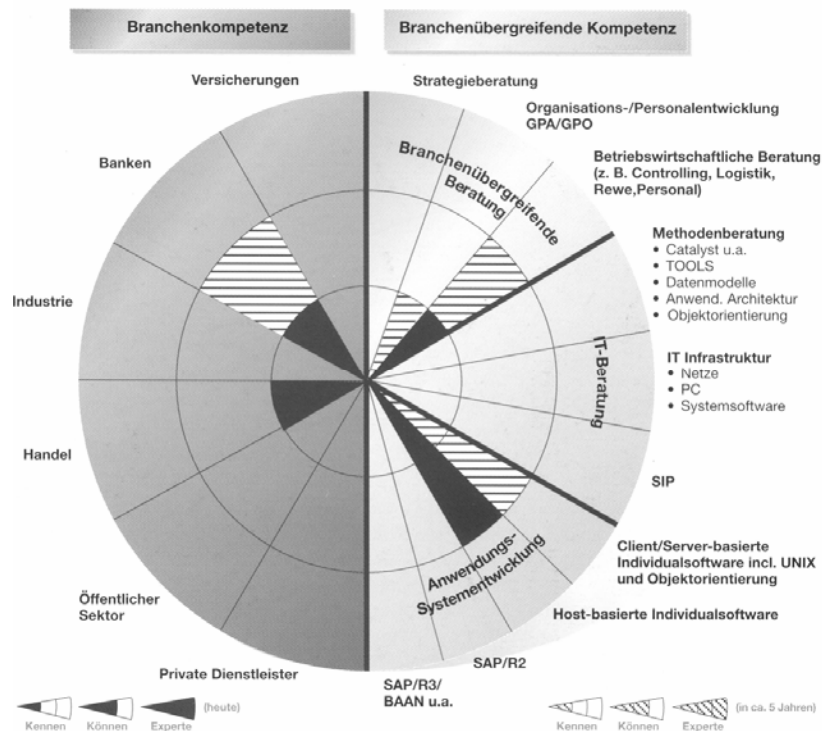 Branchenkompetenz
Branchenübergreifende Kompetenz
Versicherungen
Strategieberatung
Organisations-/Personalentwicklung
GPA/GPO
Banken
Betriebswirtschaftliche Beratung
(z. B. Controlling, Logistik,
Rewe,Personal)
Branchenübergreifende
Beratung
Methodenberatung
• Catalyst u.a.
• TOOLS
• Datenmodelle
• Anwend. Architektur
• Objektorientierung
Industrie
IT-Beratung
IT Infrastruktur
• Netze
• PC
• Systemsoftware
Handel
SIP
Anwendungs-
Systementwicklung
Client/Server-basierte
Individualsoftware incl. UNIX
und Objektorientierung
Öffentlicher
Sektor
Host-basierte Individualsoftware
Private Dienstleister
SAP/R2
SAP/R3/
BAAN u.a.
(heute)
Kennen Können Experte
(in ca. 5 Jahren)
Kennen Können Experte